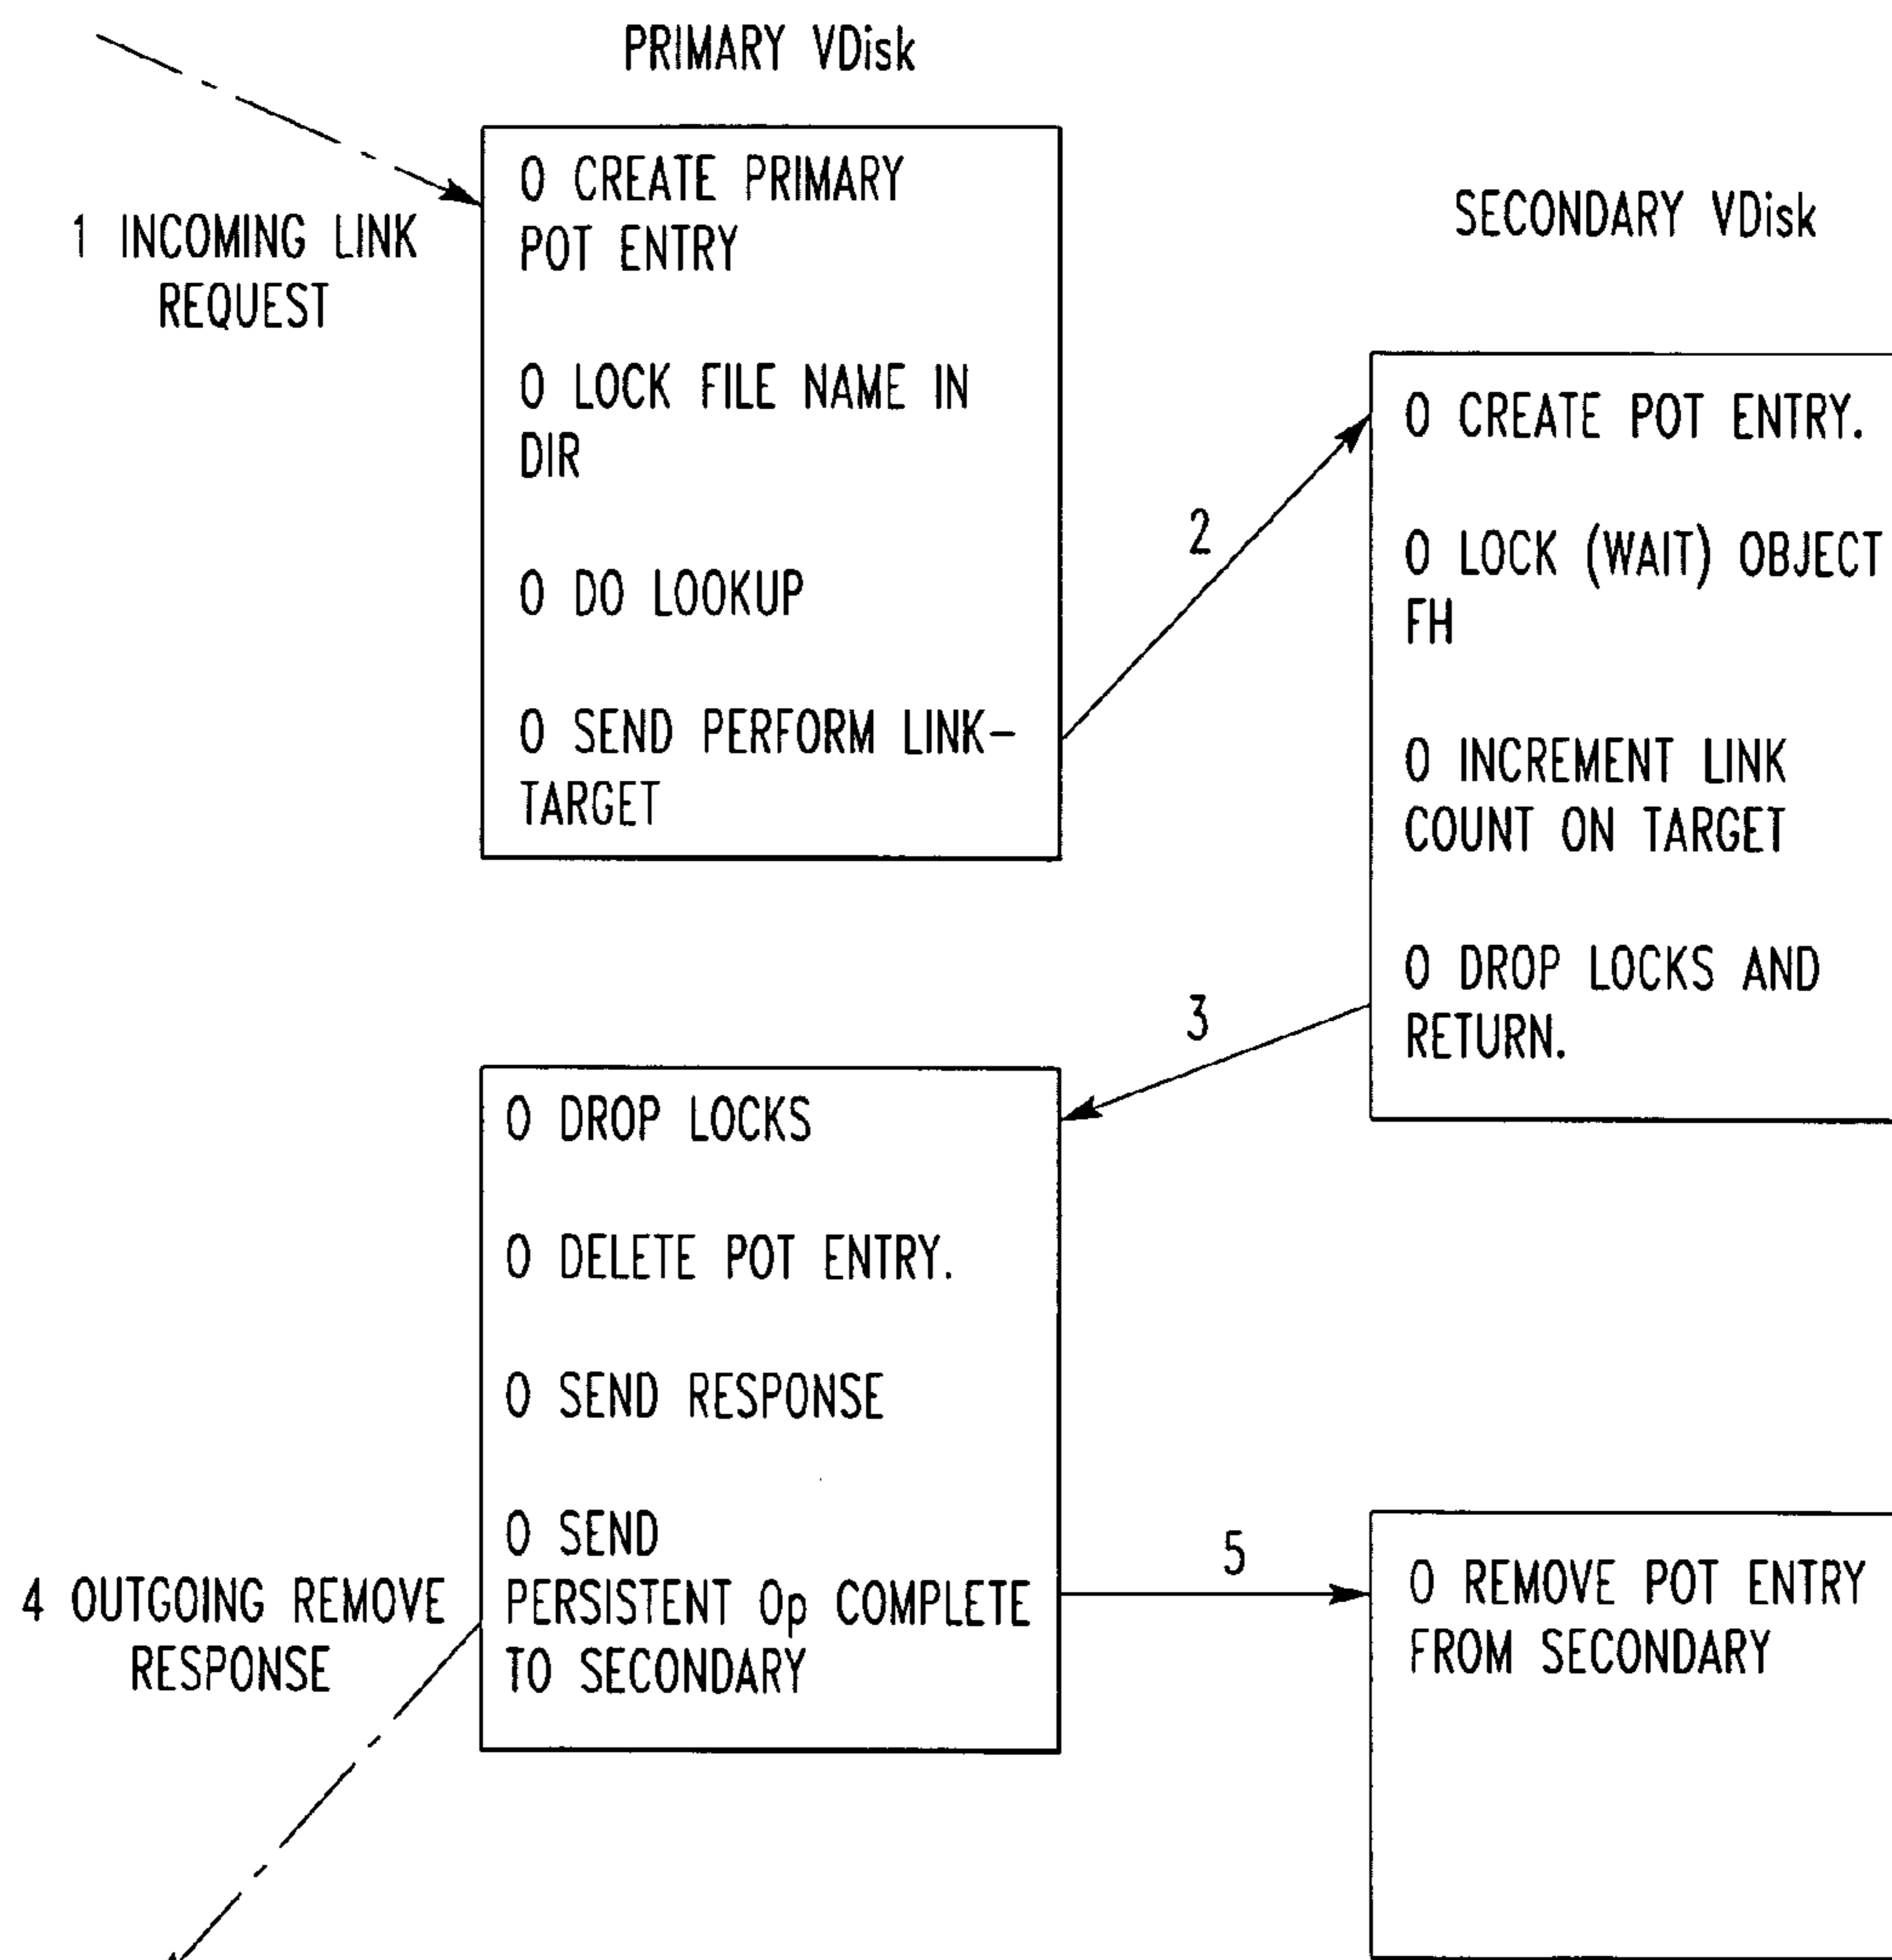 PRIMARY VDisk
1 INCOMING LINK
REQUEST
O CREATE PRIMARY
POT ENTRY
O LOCK FILE NAME IN
DIR
O DO LOOKUP
O SEND PERFORM LINK-
TARGET
2
SECONDARY VDisk
O CREATE POT ENTRY.
O LOCK (WAIT) OBJECT
FH
O INCREMENT LINK
COUNT ON TARGET
O DROP LOCKS AND
RETURN.
3
O DROP LOCKS
O DELETE POT ENTRY.
O SEND RESPONSE
O SEND
PERSISTENT Op COMPLETE
TO SECONDARY
4 OUTGOING REMOVE
RESPONSE
5
O REMOVE POT ENTRY
FROM SECONDARY